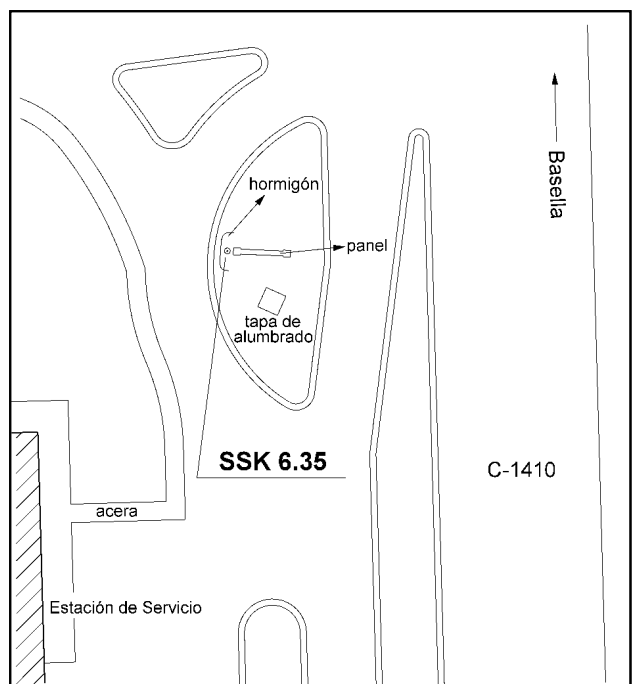 hormigón
Basella
panel
tapa de
alumbrado
SSK 6.35
C-1410
acera
Estación de Servicio